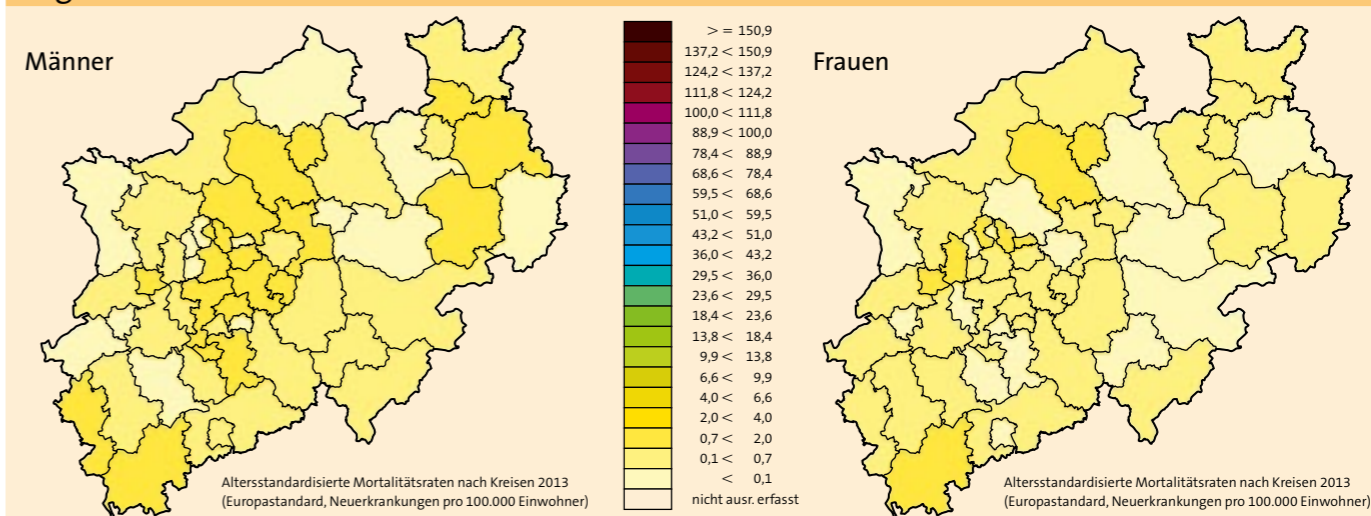 Männer
> = 150,9
137,2 < 150,9
124,2 < 137,2
111,8 < 124,2
100,0 < 111,8
88,9 < 100,0
78,4 < 88,9
68,6 < 78,4
59,5 < 68,6
51,0 < 59,5
43,2 < 51,0
36,0 < 43,2
29,5 < 36,0
23,6 < 29,5
18,4 < 23,6
13,8 < 18,4
9,9 < 13,8
6,6 < 9,9
4,0 < 6,6
2,0 < 4,0
0,7 < 2,0
0,1 < 0,7
< 0,1
nicht ausr. erfasst
Altersstandardisierte Mortalitätsraten nach Kreisen 2013
(Europastandard, Neuerkrankungen pro 100.000 Einwohner)
Frauen
Altersstandardisierte Mortalitätsraten nach Kreisen 2013
(Europastandard, Neuerkrankungen pro 100.000 Einwohner)